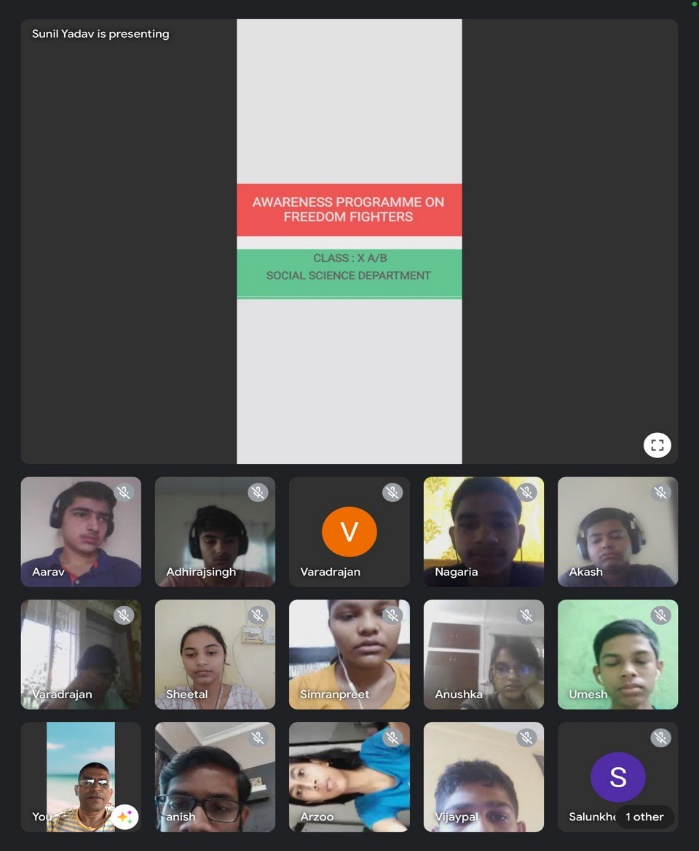 Sunil Yadav is presenting
AWARENESS PROGRAMME ON
FREEDOM FIGHTERS
CLASS : X A/B
SOCIAL SCIENCE DEPARTMENT
Aarav
Adhirajsingh
V
Varadrajan
Nagaria
Akash
Varadrajan
Sheetal
Simranpreet
Anushka
Umesh
You
anish
Arzoo
Vijaypal
S
Salunkhe 1 other